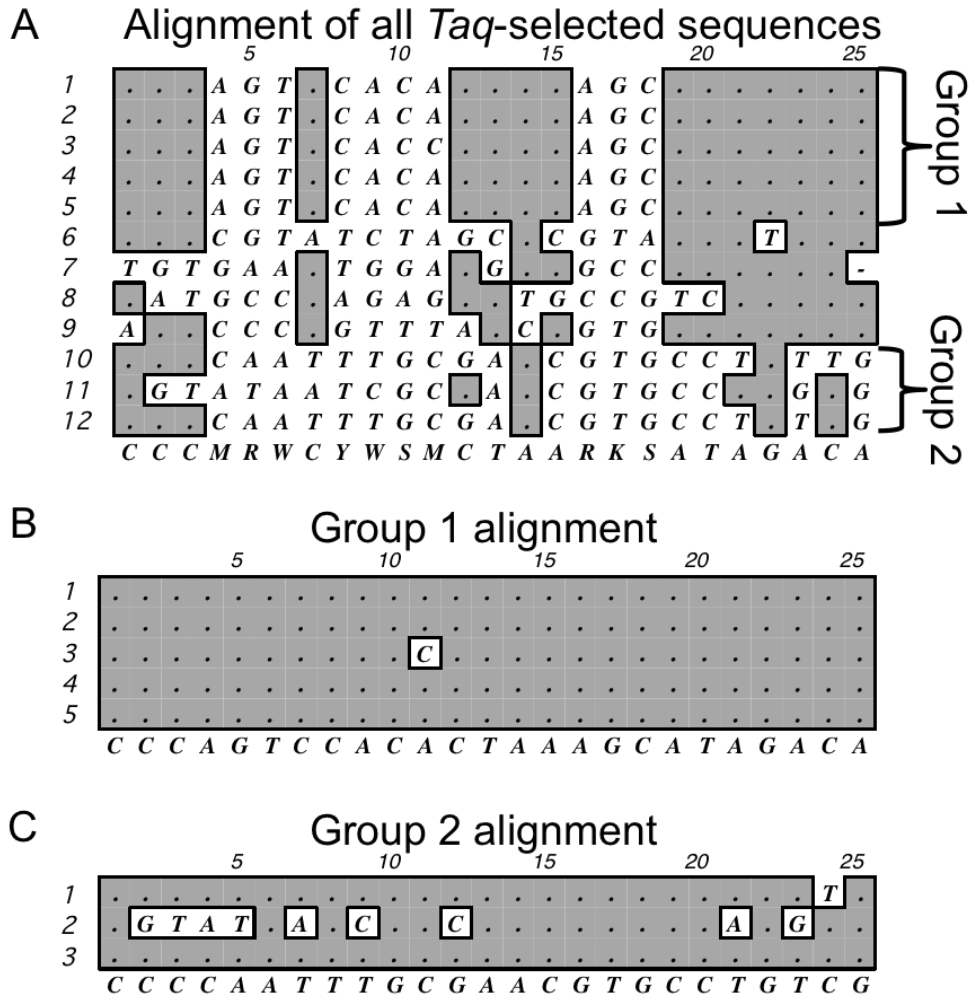 A Alignment of all Taq-selected sequences
5 10 15 20 25
1 . . . A G T . C A C A . . . . A G C . . . . . . .
2 . . . A G T . C A C A . . . . A G C . . . . . . .
3 . . . A G T . C A C C . . . . A G C . . . . . . .
4 . . . A G T . C A C A . . . . A G C . . . . . . .
5 . . . A G T . C A C A . . . . A G C . . . . . . .
Group 1
6 . . . C G T A T C T A G C . C G T A . . . T . . .
7 T G T G A A . T G G A . G . . G C C . . . . . . -
8 . A T G C C . A G A G . . T G C C G T C . . . . .
9 A . . C C C . G T T T A . C . G T G . . . . . . .
10 . . . C A A T T T G C G A . C G T G C C T . T T G
11 . G T A T A A T C G C . A . C G T G C C . . G . G
12 . . . C A A T T T G C G A . C G T G C C T . T . G
Group 2
C C C M R W C Y W S M C T A A R K S A T A G A C A
B Group 1 alignment
5 10 15 20 25
1 . . . . . . . . . . . . . . . . . . . . . . . . .
2 . . . . . . . . . . . . . . . . . . . . . . . . .
3 . . . . . . . . . . C . . . . . . . . . . . . . .
4 . . . . . . . . . . . . . . . . . . . . . . . . .
5 . . . . . . . . . . . . . . . . . . . . . . . . .
C C C A G T C C A C A C T A A A G C A T A G A C A
C Group 2 alignment
5 10 15 20 25
1 . . . . . . . . . . . . . . . . . . . . . . . T .
2 . G T A T . A . C . . C . . . . . . . . A . G . .
3 . . . . . . . . . . . . . . . . . . . . . . . . .
C C C C A A T T T G C G A A C G T G C C T G T C G